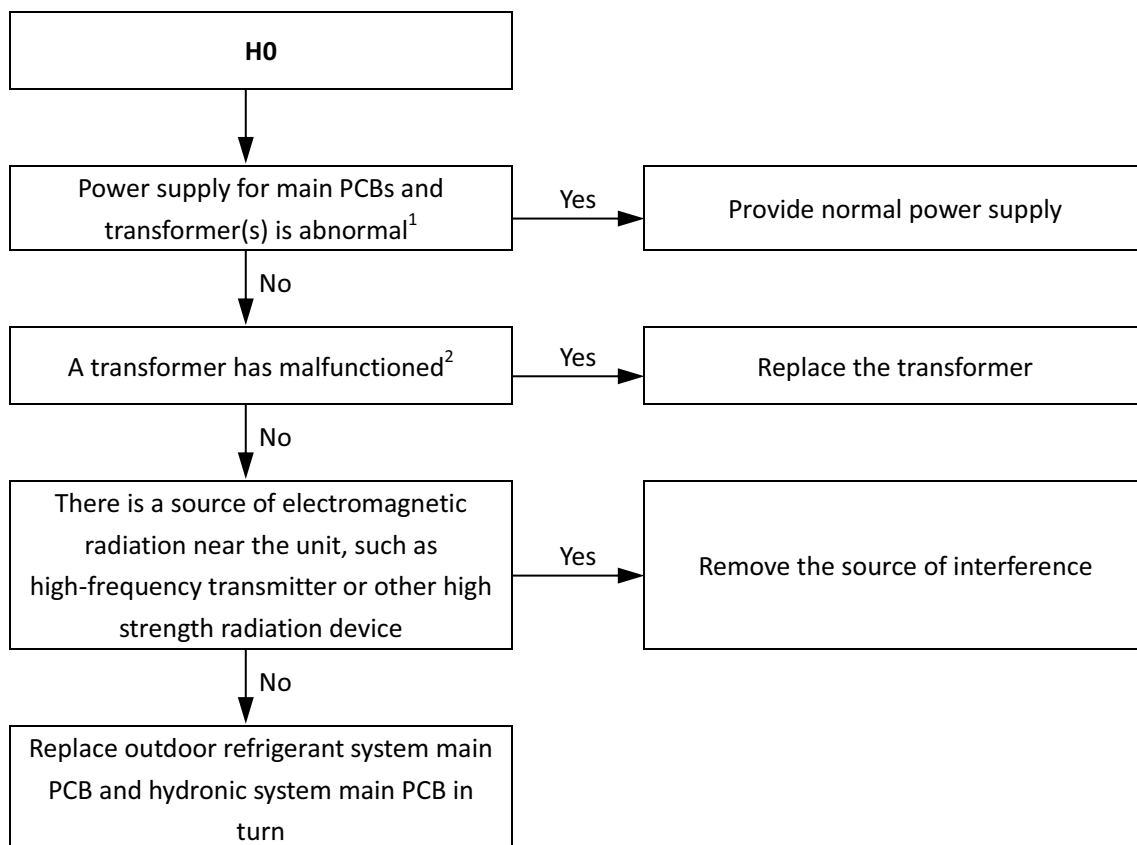 H0
Power supply for main PCBs and
transformer(s) is abnormal¹
Yes
Provide normal power supply
No
A transformer has malfunctioned²
Yes
Replace the transformer
No
There is a source of electromagnetic
radiation near the unit, such as
high-frequency transmitter or other high
strength radiation device
Yes
Remove the source of interference
No
Replace outdoor refrigerant system main
PCB and hydronic system main PCB in
turn